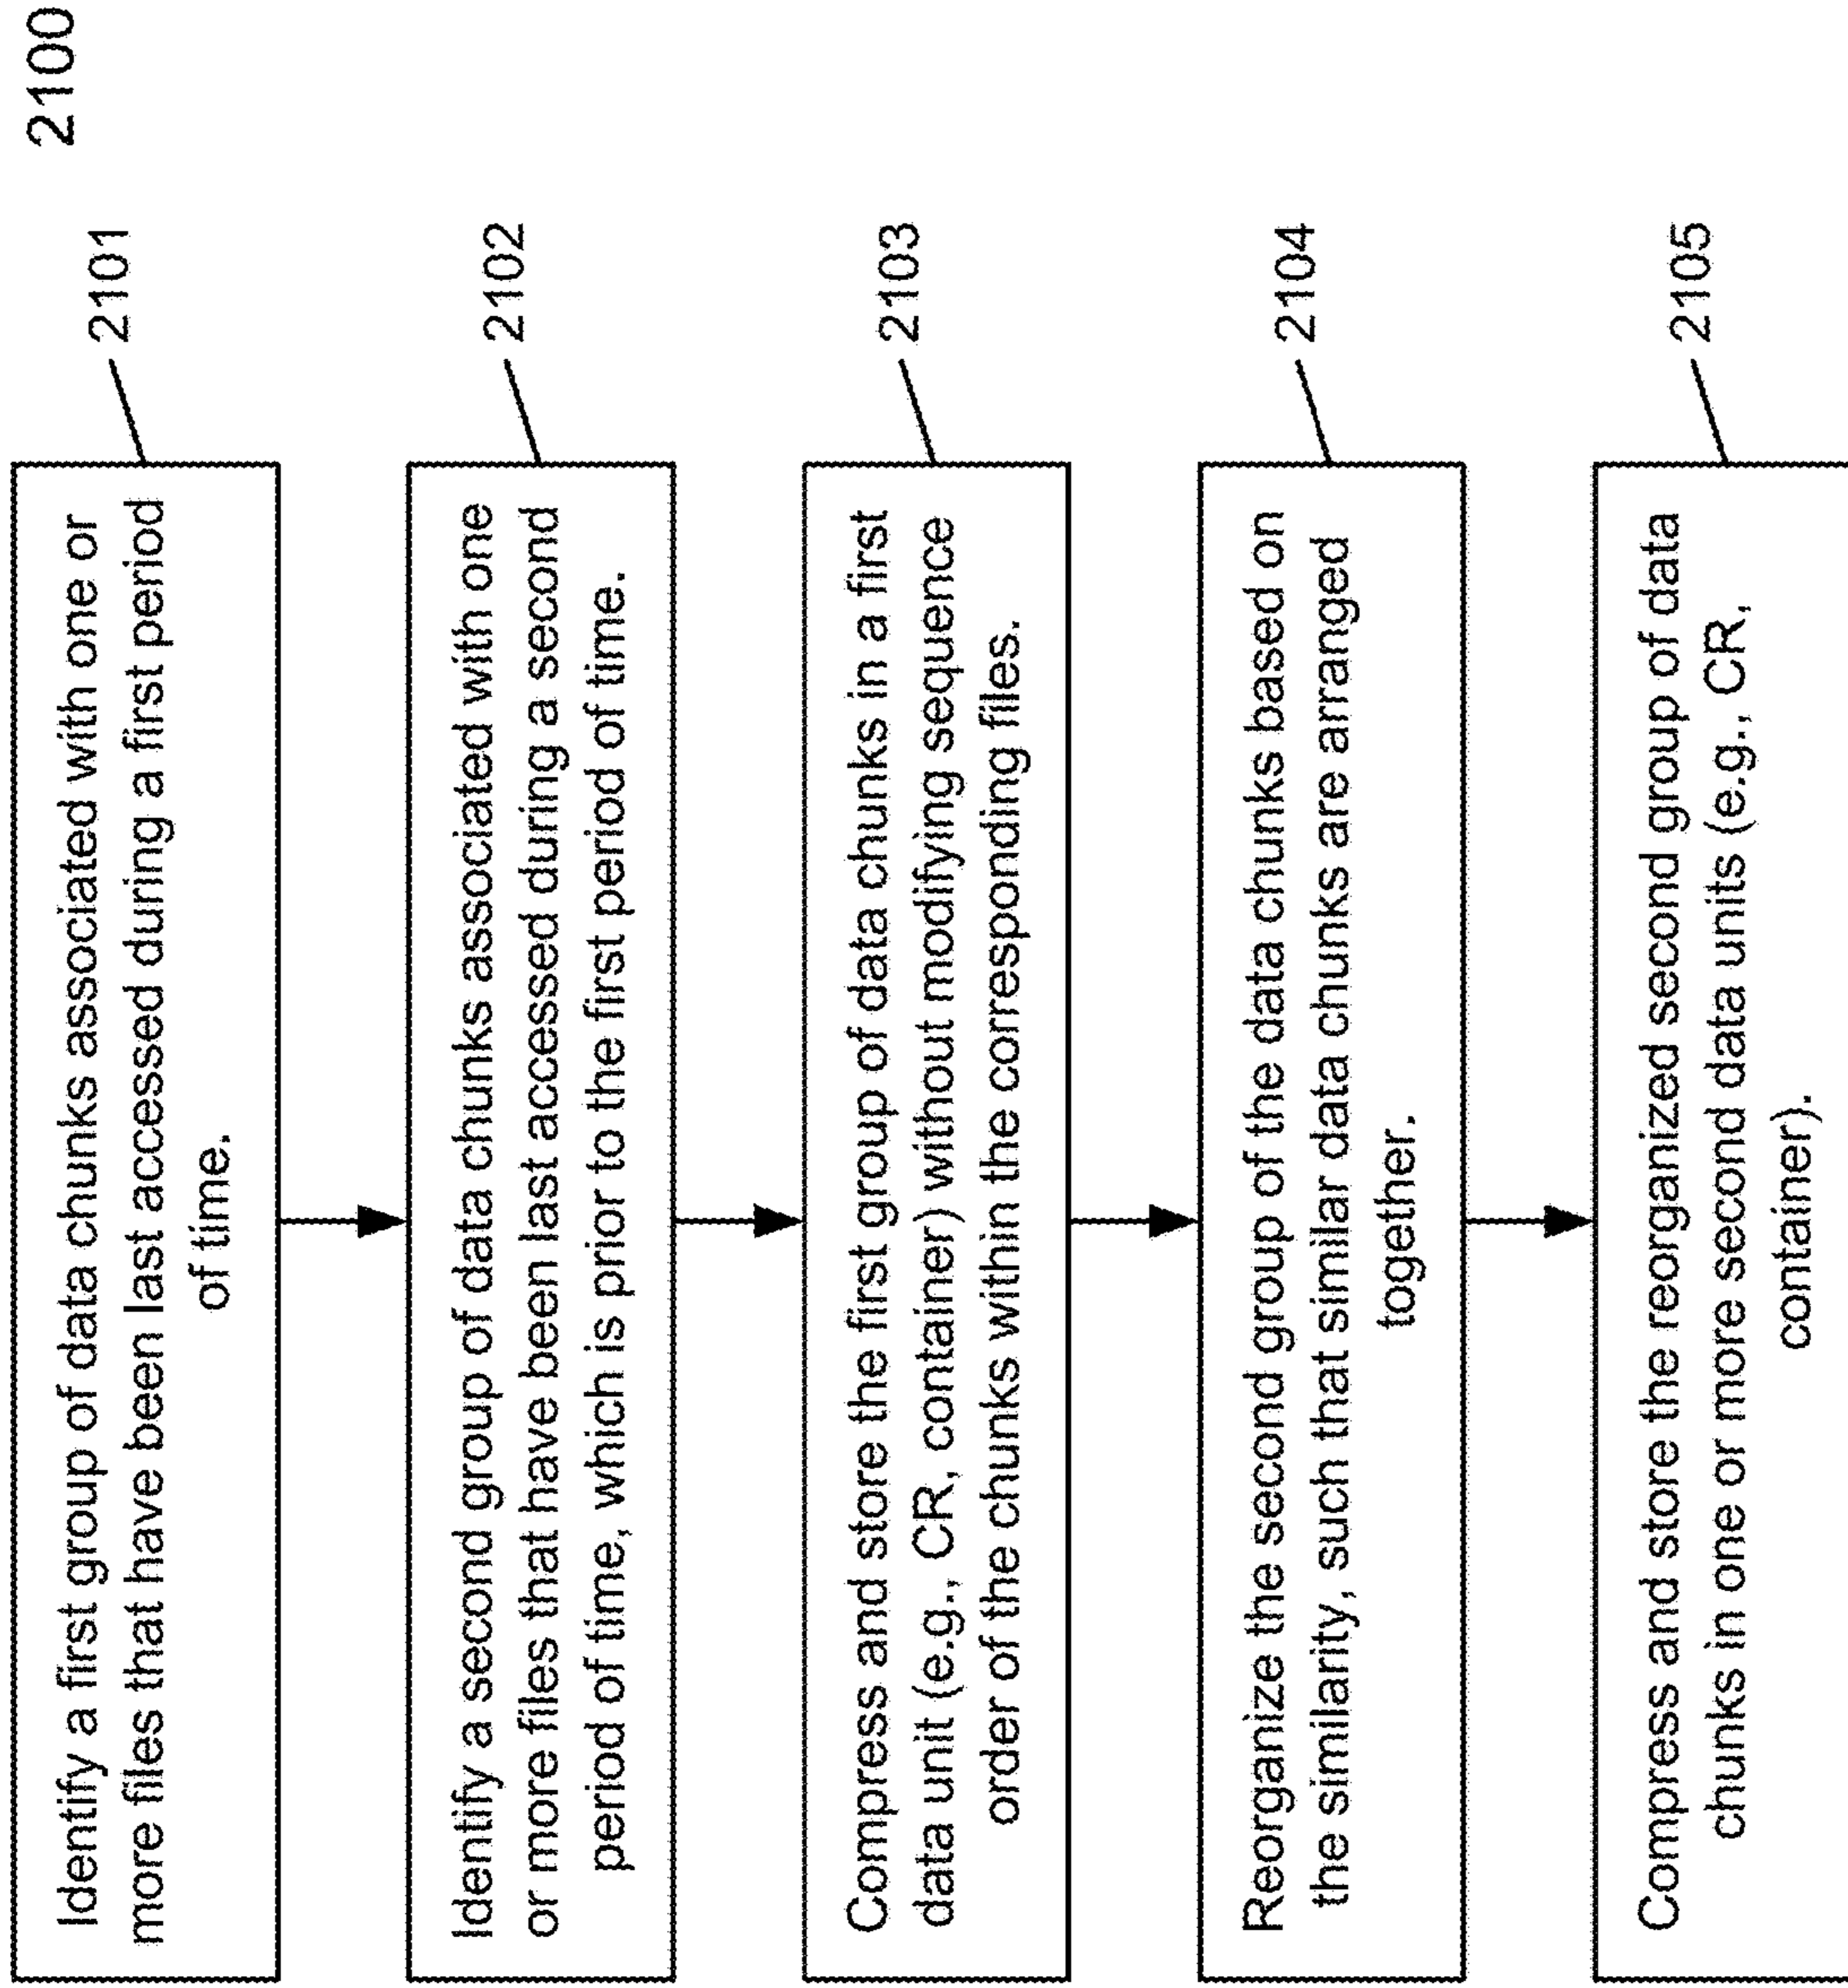 2100
Identify a first group of data chunks associated with one or
more files that have been last accessed during a first period
of time.
2101
Identify a second group of data chunks associated with one
or more files that have been last accessed during a second
period of time, which is prior to the first period of time.
2102
Compress and store the first group of data chunks in a first
data unit (e.g., CR, container) without modifying sequence
order of the chunks within the corresponding files.
2103
Reorganize the second group of the data chunks based on
the similarity, such that similar data chunks are arranged
together.
2104
Compress and store the reorganized second group of data
chunks in one or more second data units (e.g., CR,
container).
2105